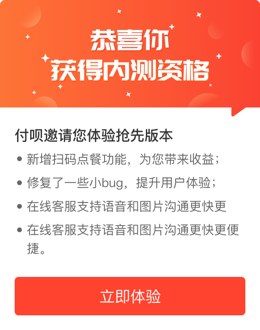 恭喜你
获得内测资格
付呗邀请您体验抢先版本
• 新增扫码点餐功能，为您带来收益；
• 修复了一些小bug，提升用户体验；
• 在线客服支持语音和图片沟通更快更
• 在线客服支持语音和图片沟通更快更便
捷。
立即体验